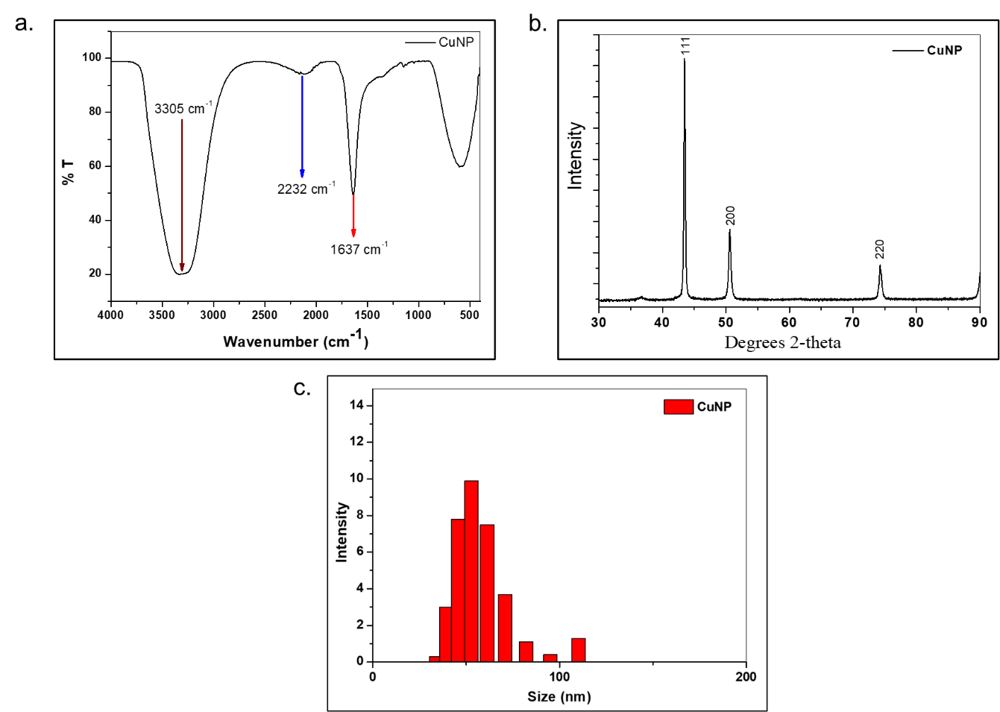 a.
CuNP
100
80
60
40
20
% T
3305 cm⁻¹
2232 cm⁻¹
1637 cm⁻¹
4000 3500 3000 2500 2000 1500 1000 500
Wavenumber (cm⁻¹)
b.
CuNP
111
200
220
Intensity
30 40 50 60 70 80 90
Degrees 2-theta
c.
CuNP
14
12
10
8
6
4
2
0
Intensity
0 100 200
Size (nm)